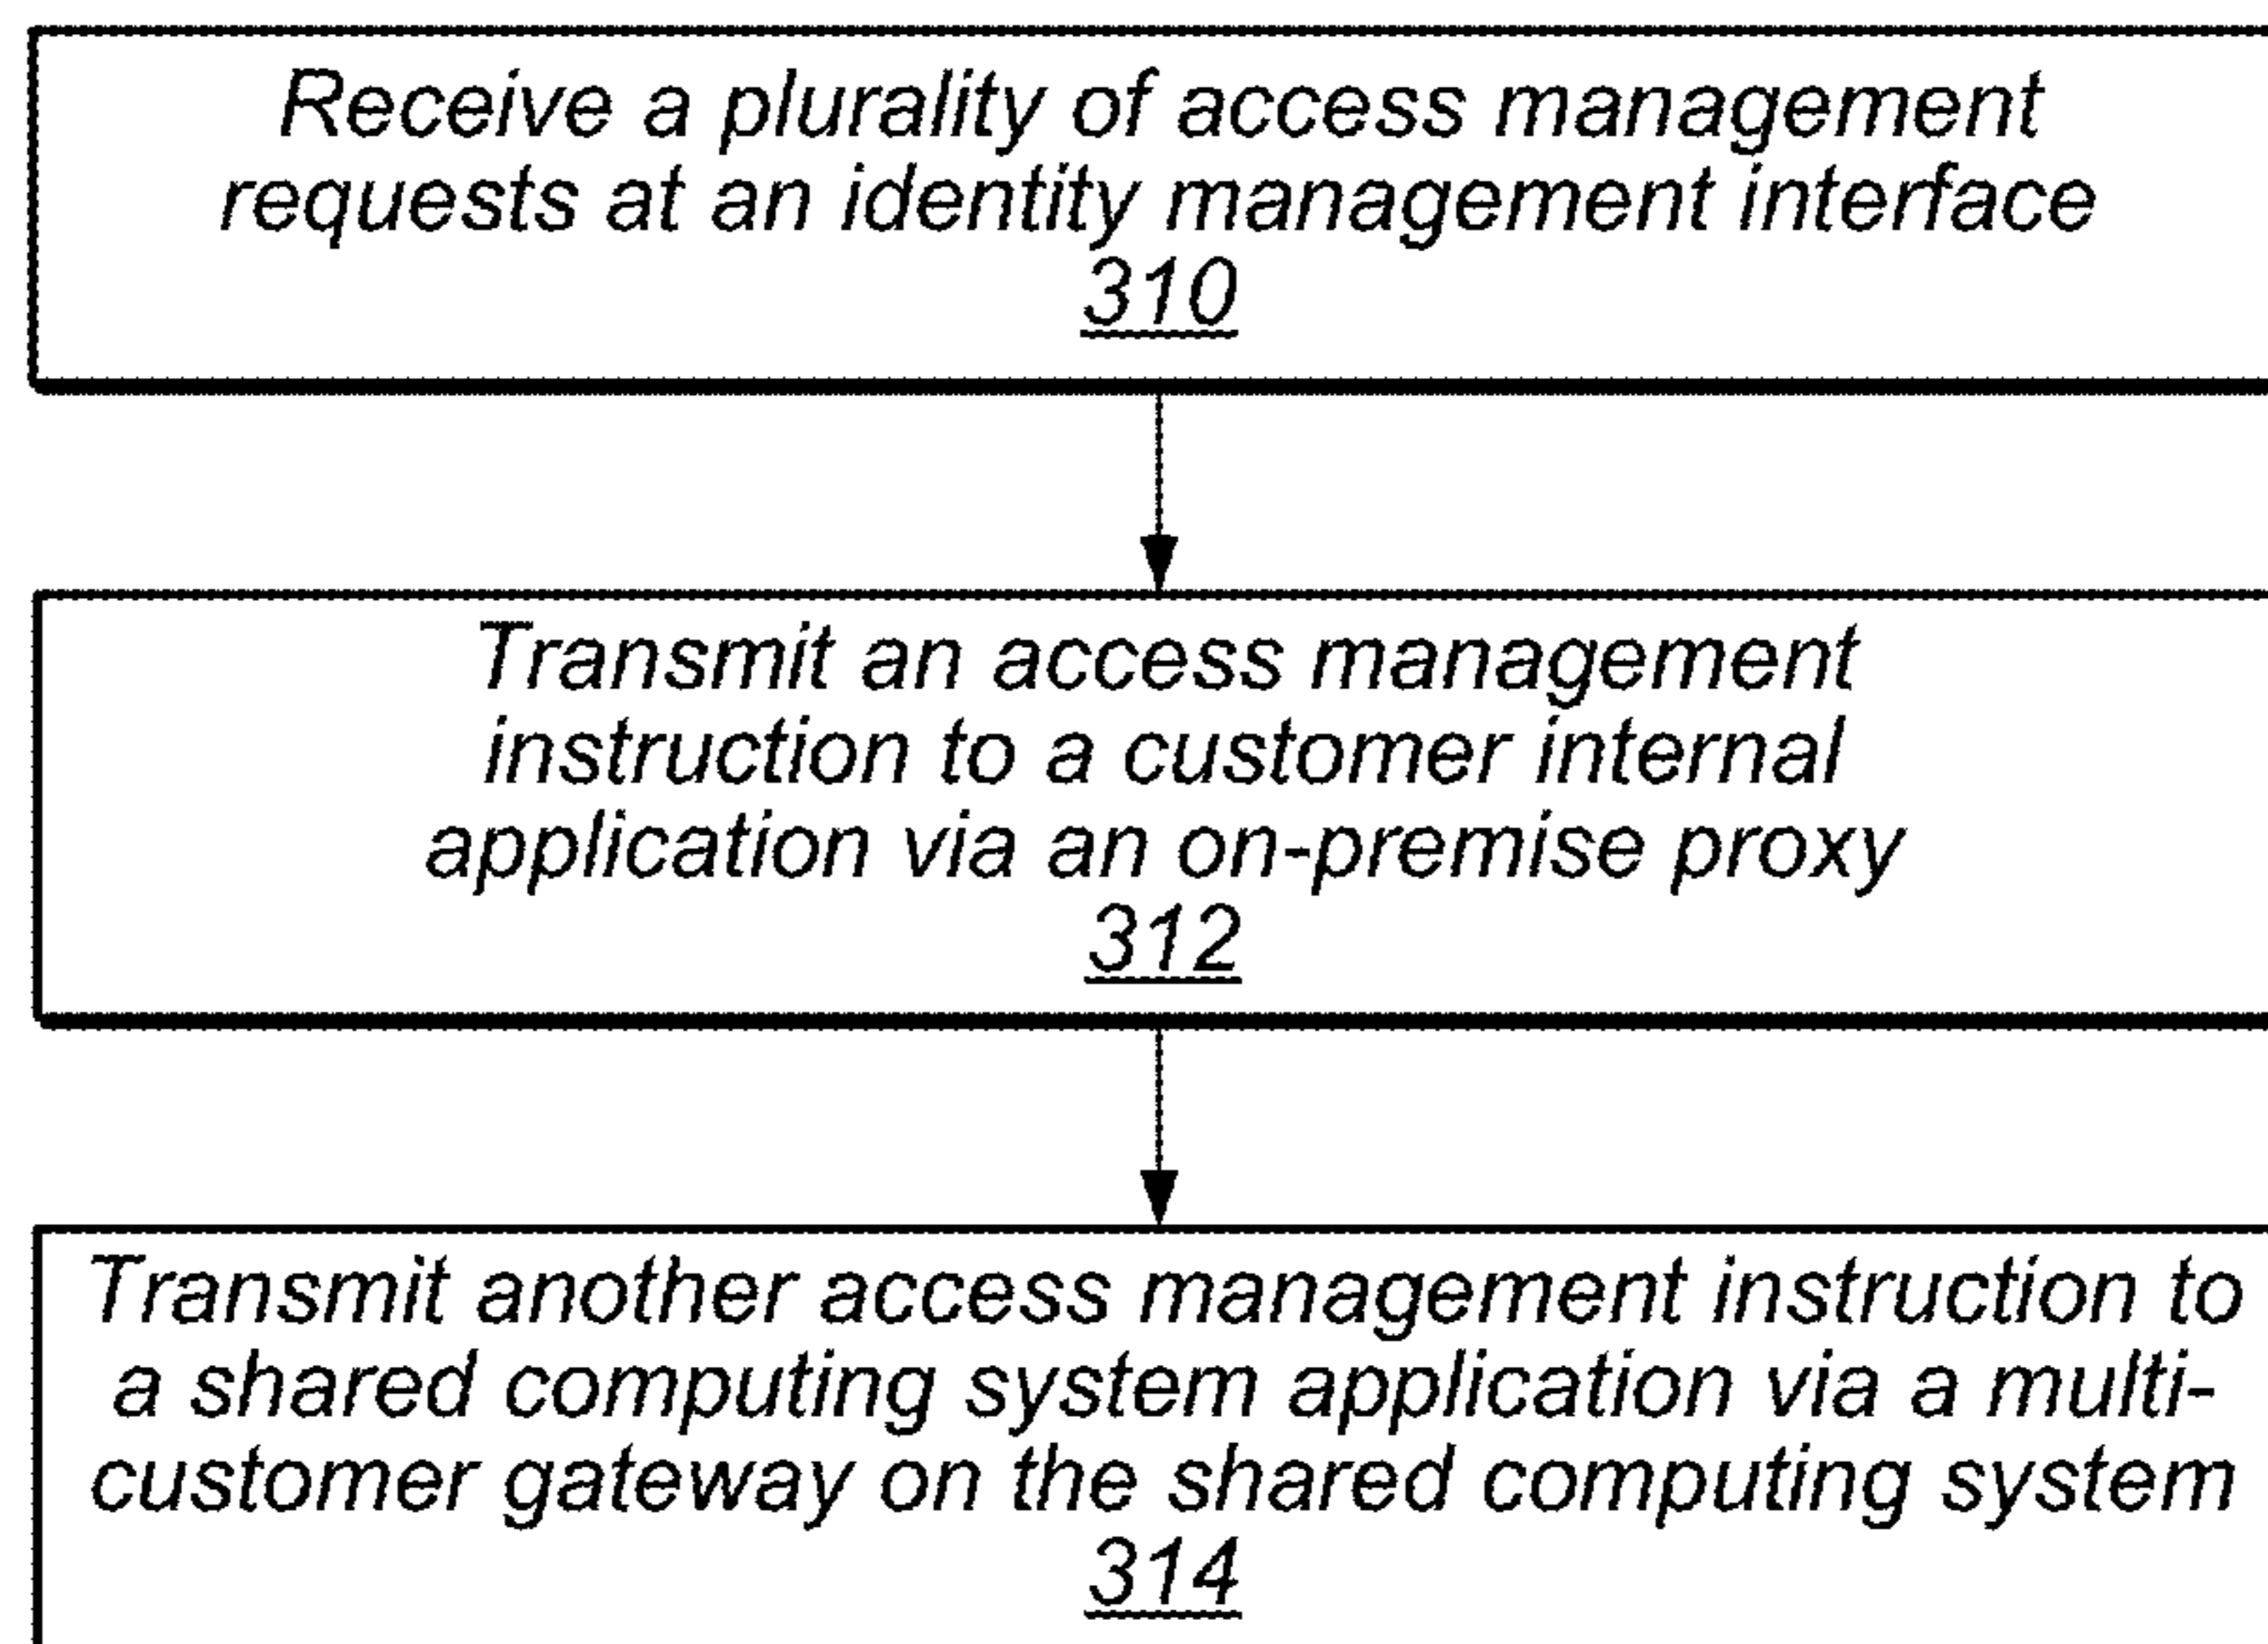 Receive a plurality of access management
requests at an identity management interface
310
Transmit an access management
instruction to a customer internal
application via an on-premise proxy
312
Transmit another access management instruction to
a shared computing system application via a multi-
customer gateway on the shared computing system
314